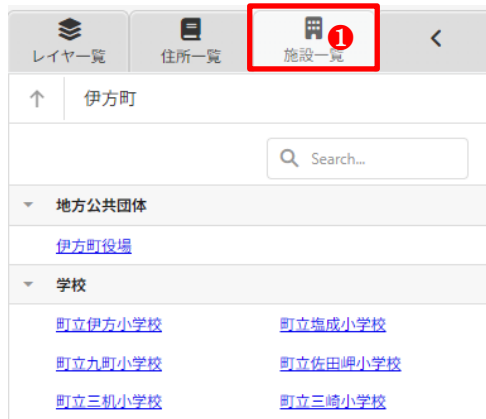 レイヤ一覧 住所一覧 施設一覧 ❶
伊方町
Search...
地方公共団体
伊方町役場
学校
町立伊方小学校 町立塩成小学校
町立九町小学校 町立佐田岬小学校
町立三机小学校 町立三崎小学校